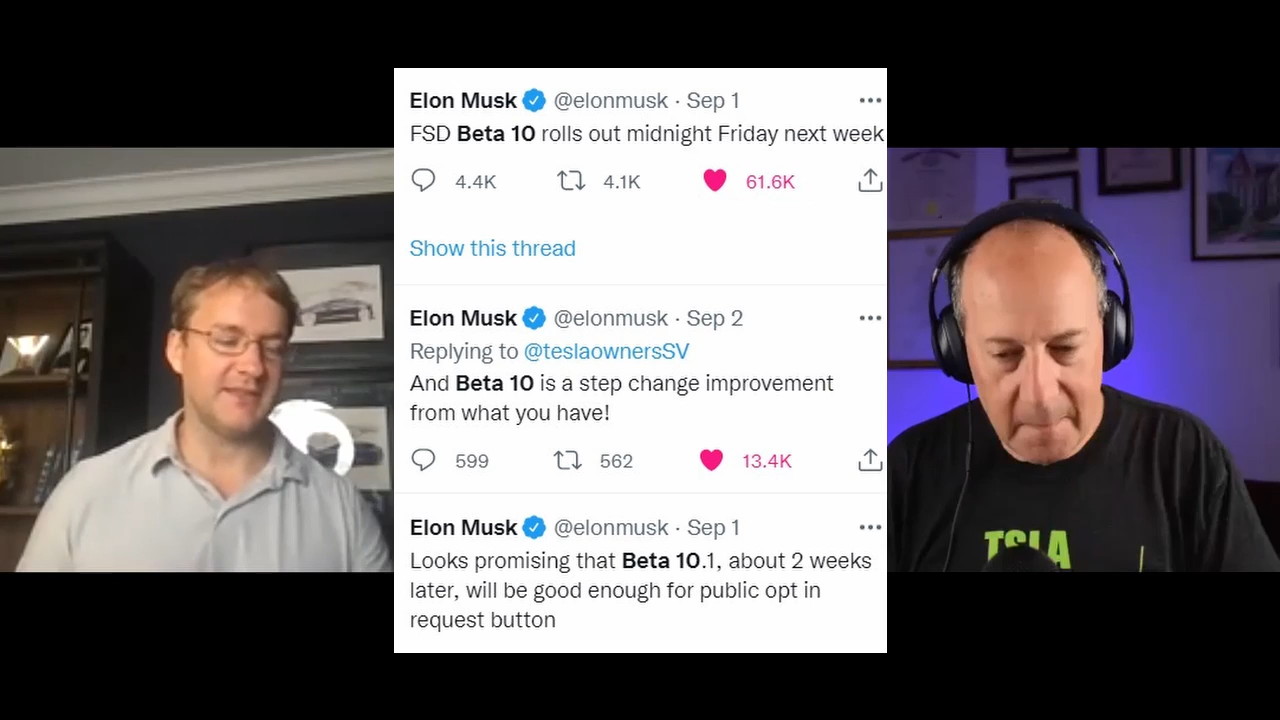 Elon Musk @elonmusk · Sep 1
FSD Beta 10 rolls out midnight Friday next week
4.4K 4.1K 61.6K
Show this thread
Elon Musk @elonmusk · Sep 2
Replying to @teslaownersSV
And Beta 10 is a step change improvement
from what you have!
599 562 13.4K
Elon Musk @elonmusk · Sep 1
Looks promising that Beta 10.1, about 2 weeks
later, will be good enough for public opt in
request button
TSLA